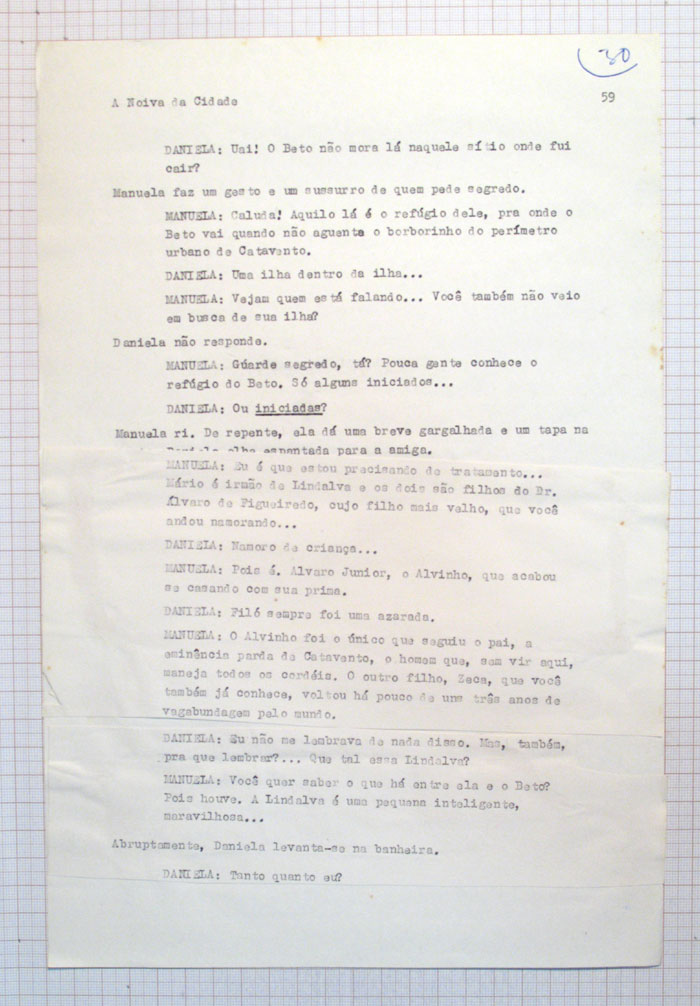 30
A Noiva da Cidade
59
DANIELA: Uai! O Beto não mora lá naquele sítio onde fui
cair?
Manuela faz um gesto e um sussurro de quem pede segredo.
MANUELA: Caluda! Aquilo lá é o refúgio dele, pra onde o
Beto vai quando não aguenta o borborinho do perímetro
urbano de Catavento.
DANIELA: Uma ilha dentro da ilha...
MANUELA: Vejam quem está falando... Você também não veio
em busca de sua ilha?
Daniela não responde.
MANUELA: Gúarde segredo, tá? Pouca gente conhece o
refúgio do Beto. Só alguns iniciados...
DANIELA: Ou iniciadas?
Manuela ri. De repente, ela dá uma breve gargalhada e um tapa na
olha espantada para a amiga.
MANUELA: Eu é que estou precisando de tratamento...
Mário é irmão de Lindalva e os dois são filhos do Dr.
Álvaro de Figueiredo, cujo filho mais velho, que você
andou namorando...
DANIELA: Namoro de criança...
MANUELA: Pois é. Alvaro Junior, o Alvinho, que acabou
se casando com sua prima.
DANIELA: Filó sempre foi uma azarada.
MANUELA: O Alvinho foi o único que seguiu o pai, a
eminência parda de Catavento, o homem que, sem vir aqui,
maneja todos os cordéis. O outro filho, Zeca, que você
também já conhece, voltou há pouco de uns três anos de
vagabundagem pelo mundo.
DANIELA: Eu não me lembrava de nada disso. Mas, também,
pra que lembrar?... Que tal essa Lindalva?
MANUELA: Você quer saber o que há entre ela e o Beto?
Pois houve. A Lindalva é uma pequena inteligente,
maravilhosa...
Abruptamente, Daniela levanta-se na banheira.
DANIELA: Tanto quanto eu?